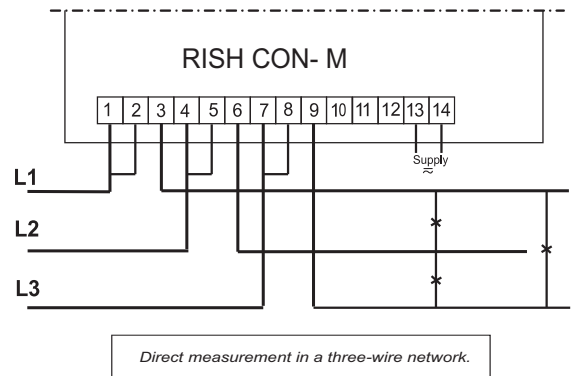 RISH CON- M
1 2 3 4 5 6 7 8 9 10 11 12 13 14
Supply
L1
L2
L3
Direct measurement in a three-wire network.